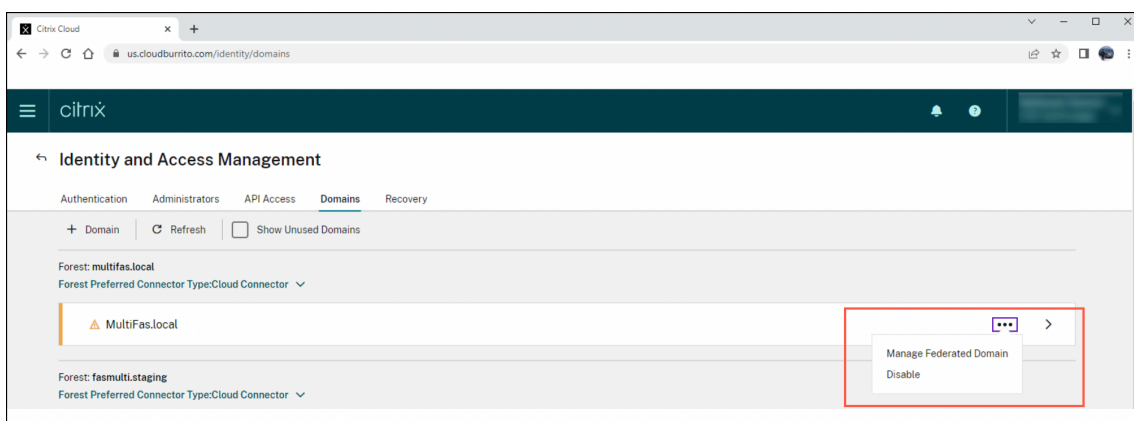 Citrix Cloud
us.cloudburrito.com/identity/domains
citrix
Identity and Access Management
Authentication Administrators API Access Domains Recovery
+ Domain Refresh Show Unused Domains
Forest: multifas.local
Forest Preferred Connector Type:Cloud Connector
MultiFas.local
Manage Federated Domain
Disable
Forest: fasmulti.staging
Forest Preferred Connector Type:Cloud Connector